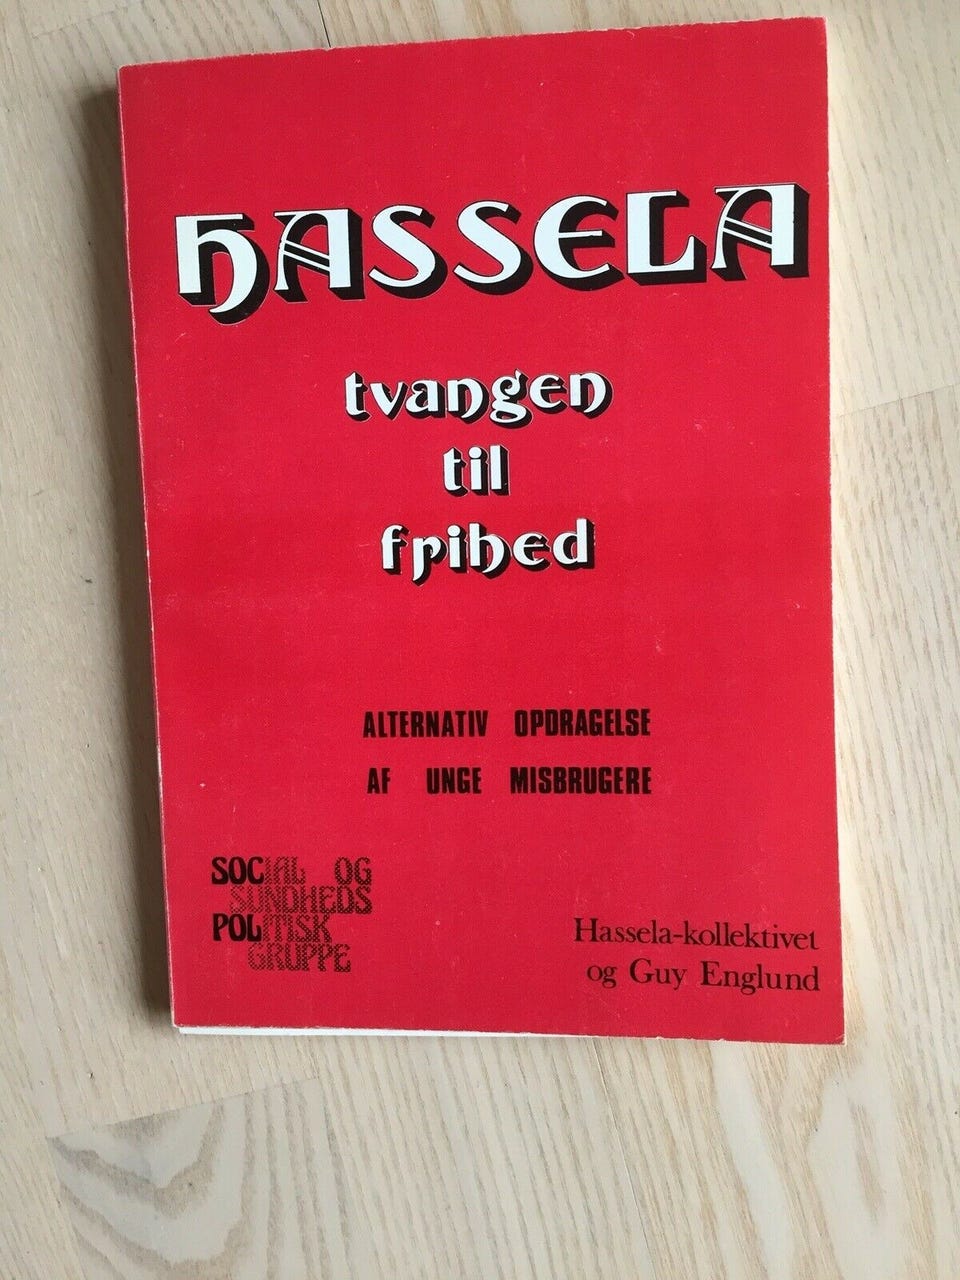 HASSELA
tvangen
til
frihed
ALTERNATIV OPDRAGELSE
AF UNGE MISBRUGERE
SOCIAL OG
SUNDHEDS
POLITISK
GRUPPE
Hassela-kollektivet
og Guy Englund